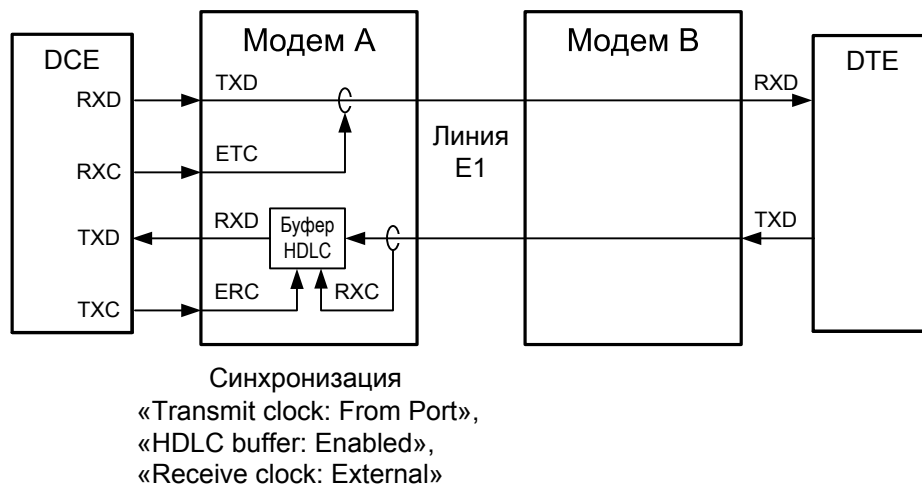 DCE
RXD
RXC
TXD
TXC
Модем A
TXD
ETC
RXD
Буфер
HDLC
ERC
RXC
Линия
E1
Модем B
RXD
TXD
DTE
Синхронизация
«Transmit clock: From Port»,
«HDLC buffer: Enabled»,
«Receive clock: External»